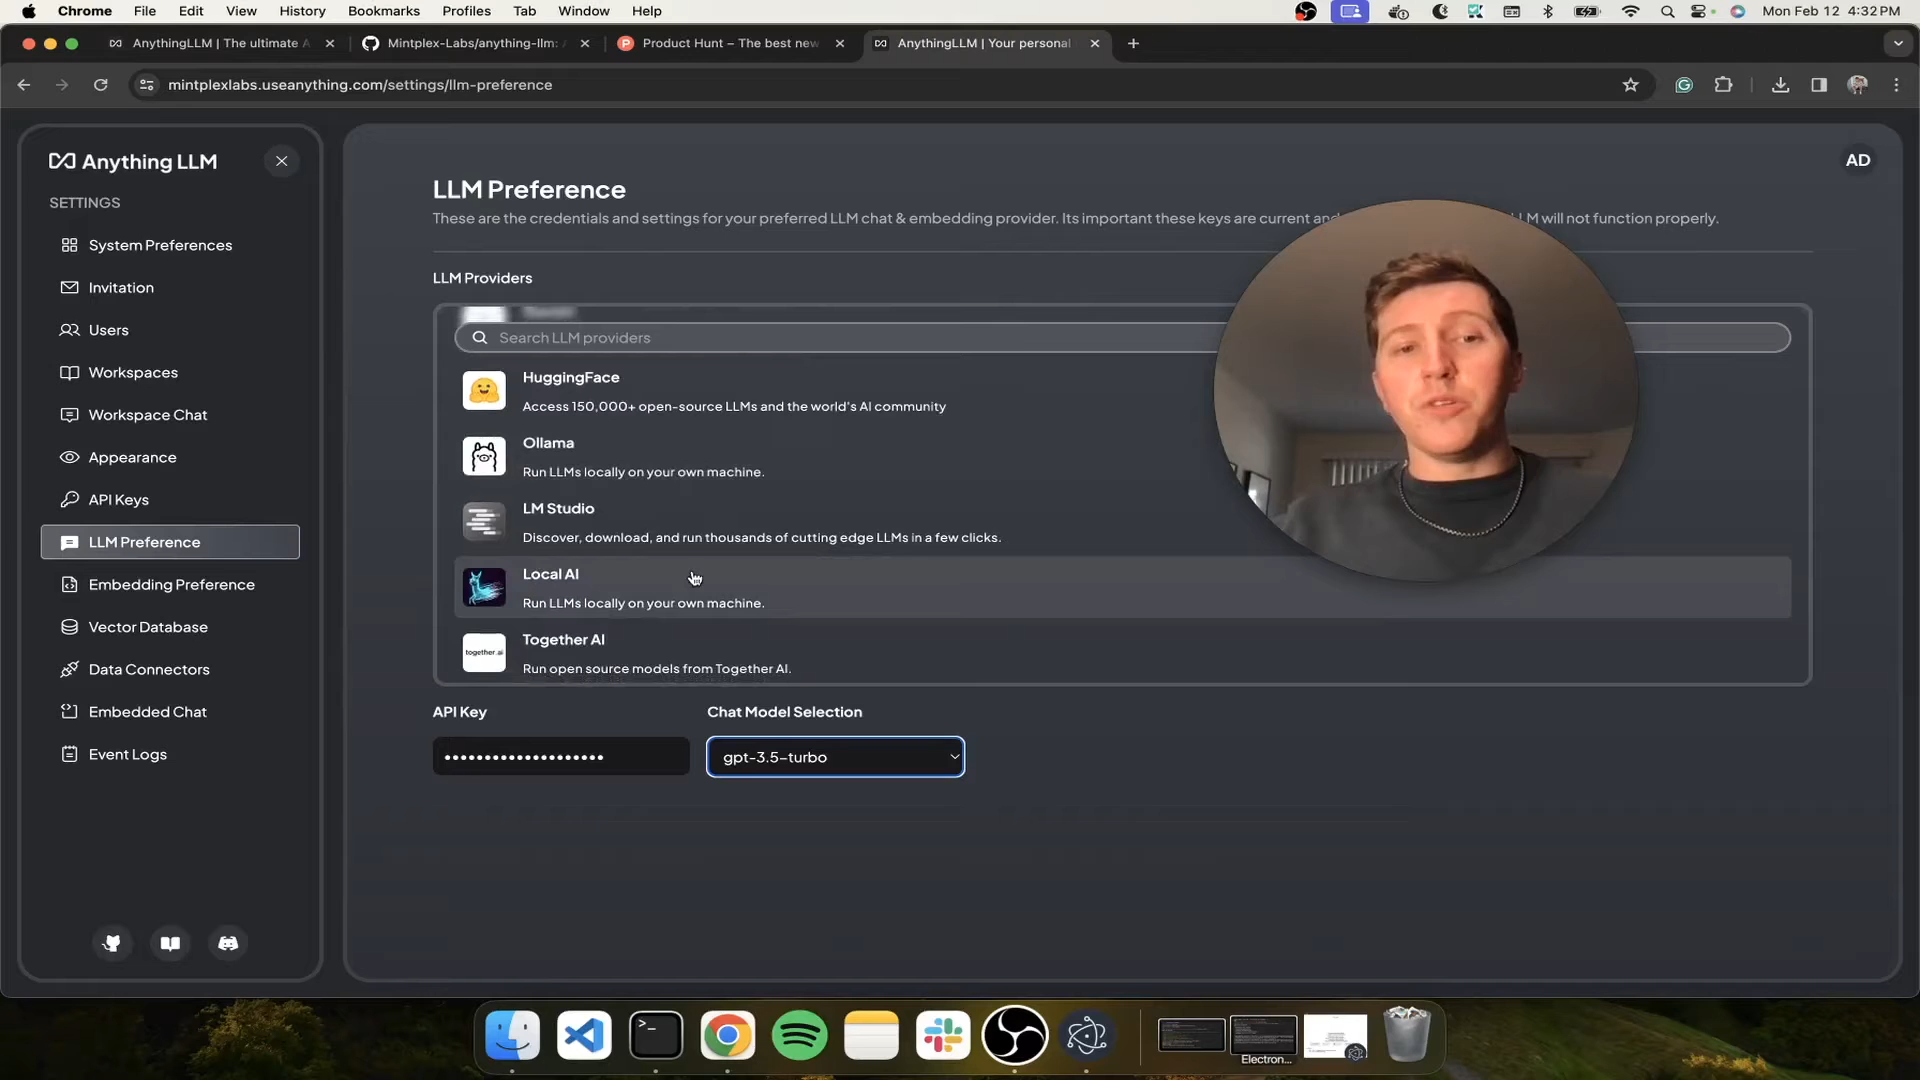 Chrome File Edit View History Bookmarks Profiles Tab Window Help Mon Feb 12 4:32 PM
AnythingLLM | The ultimate A Mintplex-Labs/anything-llm: Product Hunt – The best new AnythingLLM | Your personal
mintplexlabs.useanything.com/settings/llm-preference
Anything LLM
SETTINGS
System Preferences
Invitation
Users
Workspaces
Workspace Chat
Appearance
API Keys
LLM Preference
Embedding Preference
Vector Database
Data Connectors
Embedded Chat
Event Logs
AD
LLM Preference
These are the credentials and settings for your preferred LLM chat & embedding provider. Its important these keys are current and LM will not function properly.
LLM Providers
Search LLM providers
HuggingFace
Access 150,000+ open-source LLMs and the world's AI community
Ollama
Run LLMs locally on your own machine.
LM Studio
Discover, download, and run thousands of cutting edge LLMs in a few clicks.
Local AI
Run LLMs locally on your own machine.
together.ai
Together AI
Run open source models from Together AI.
API Key Chat Model Selection
•••••••••••••••••••• gpt-3.5-turbo
Electron...